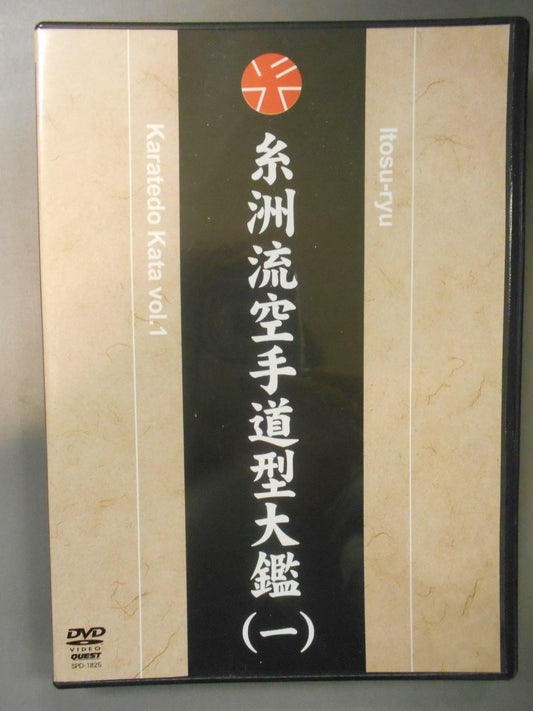 Itosu-ryu
糸洲流空手道型大鑑(一)
Karatedo Kata vol.1
DVD
VIDEO
QUEST
SPD-1825